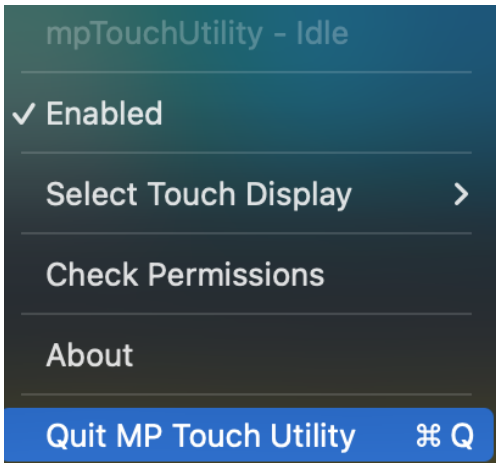 mpTouchUtility - Idle
✓ Enabled
Select Touch Display >
Check Permissions
About
Quit MP Touch Utility ⌘ Q